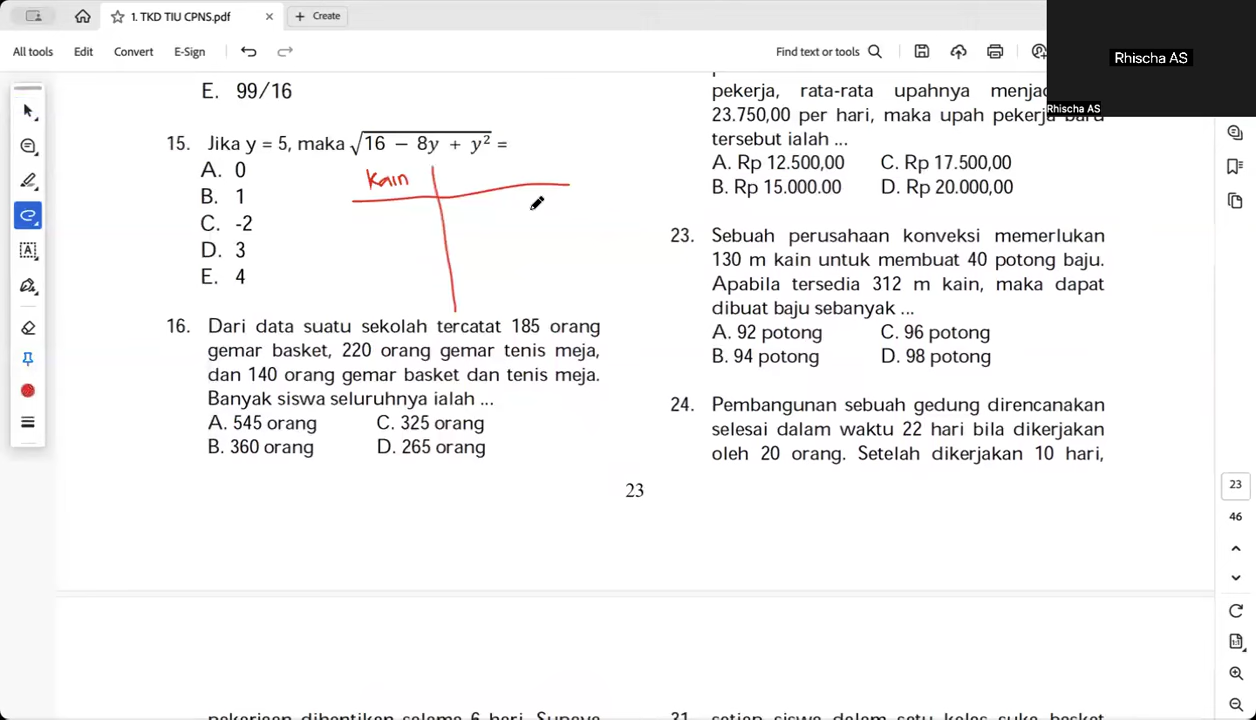 1. TKD TIU CPNS.pdf
Create
All tools
Edit
Convert
E-Sign
Find text or tools
Rhischa AS
Rhischa AS
E. 99/16
15. Jika y = 5, maka √16 − 8y + y² =
A. 0
B. 1
C. -2
D. 3
E. 4
Kain
16. Dari data suatu sekolah tercatat 185 orang
gemar basket, 220 orang gemar tenis meja,
dan 140 orang gemar basket dan tenis meja.
Banyak siswa seluruhnya ialah ...
A. 545 orang C. 325 orang
B. 360 orang D. 265 orang
pekerja, rata-rata upahnya
23.750,00 per hari, maka upah pekerja baru
tersebut ialah ...
A. Rp 12.500,00 C. Rp 17.500,00
B. Rp 15.000.00 D. Rp 20.000,00
23. Sebuah perusahaan konveksi memerlukan
130 m kain untuk membuat 40 potong baju.
Apabila tersedia 312 m kain, maka dapat
dibuat baju sebanyak ...
A. 92 potong C. 96 potong
B. 94 potong D. 98 potong
24. Pembangunan sebuah gedung direncanakan
selesai dalam waktu 22 hari bila dikerjakan
oleh 20 orang. Setelah dikerjakan 10 hari,
23
23
46